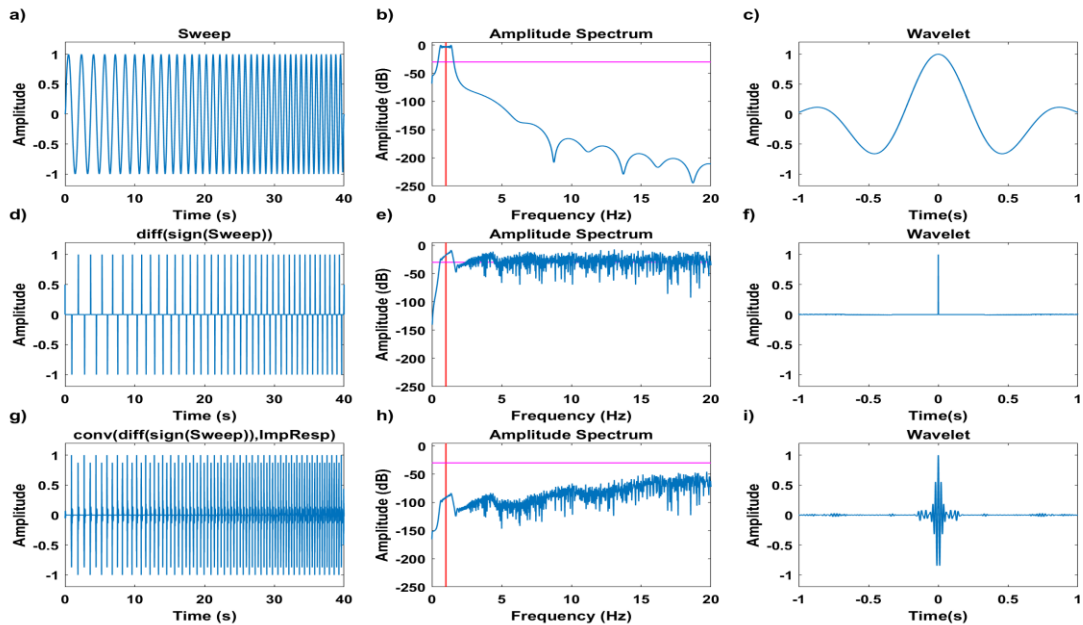 a)
Sweep
1
0.5
0
-0.5
-1
Amplitude
0 10 20 30 40
Time (s)
b)
Amplitude Spectrum
0
-50
-100
-150
-200
-250
Amplitude (dB)
0 5 10 15 20
Frequency (Hz)
c)
Wavelet
1
0.5
0
-0.5
-1
Amplitude
-1 -0.5 0 0.5 1
Time(s)
d)
diff(sign(Sweep))
1
0.5
0
-0.5
-1
Amplitude
0 10 20 30 40
Time (s)
e)
Amplitude Spectrum
0
-50
-100
-150
-200
-250
Amplitude (dB)
0 5 10 15 20
Frequency (Hz)
f)
Wavelet
1
0.5
0
-0.5
-1
Amplitude
-1 -0.5 0 0.5 1
Time(s)
g)
conv(diff(sign(Sweep)),ImpResp)
1
0.5
0
-0.5
-1
Amplitude
0 10 20 30 40
Time (s)
h)
Amplitude Spectrum
0
-50
-100
-150
-200
-250
Amplitude (dB)
0 5 10 15 20
Frequency (Hz)
i)
Wavelet
1
0.5
0
-0.5
-1
Amplitude
-1 -0.5 0 0.5 1
Time(s)